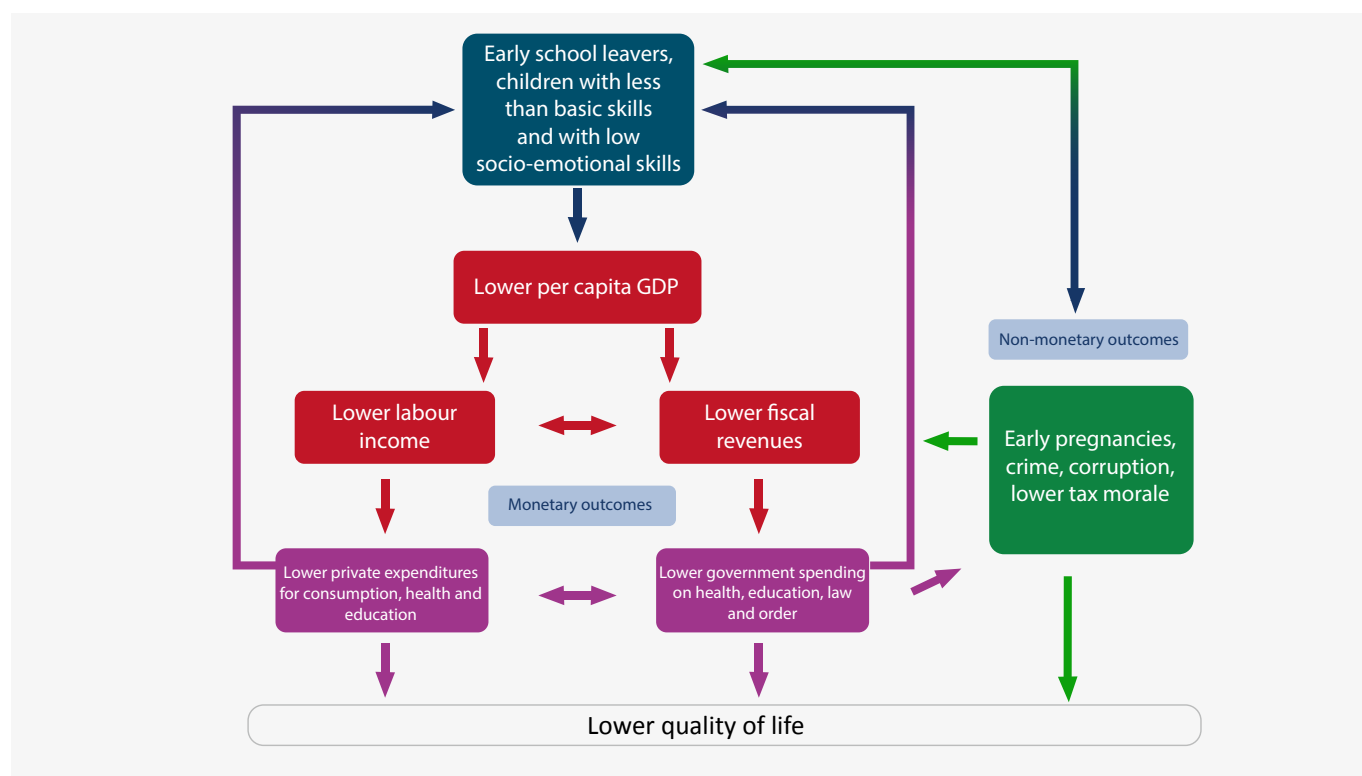 Early school leavers,
children with less
than basic skills
and with low
socio-emotional skills
Lower per capita GDP
Non-monetary outcomes
Lower labour
income
Lower fiscal
revenues
Early pregnancies,
crime, corruption,
lower tax morale
Monetary outcomes
Lower private expenditures
for consumption, health and
education
Lower government spending
on health, education, law
and order
Lower quality of life